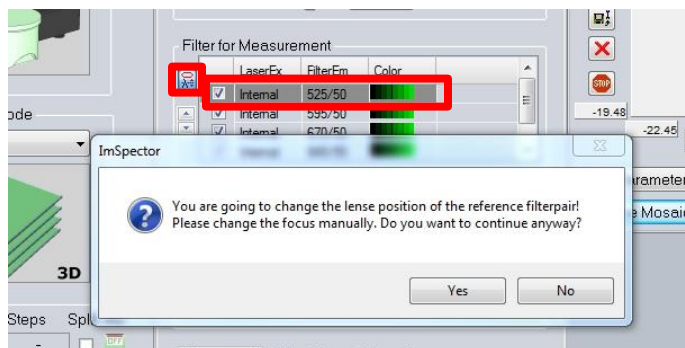 Filter for Measurement
LaserEx FilterEm Color
Internal 525/50
STOP
Internal 595/50
-19.48
ode
Internal 670/50
-22.45
ImSpector
You are going to change the lense position of the reference filterpair!
Please change the focus manually. Do you want to continue anyway?
arameter
e Mosaic
3D
Yes No
Steps
OFF